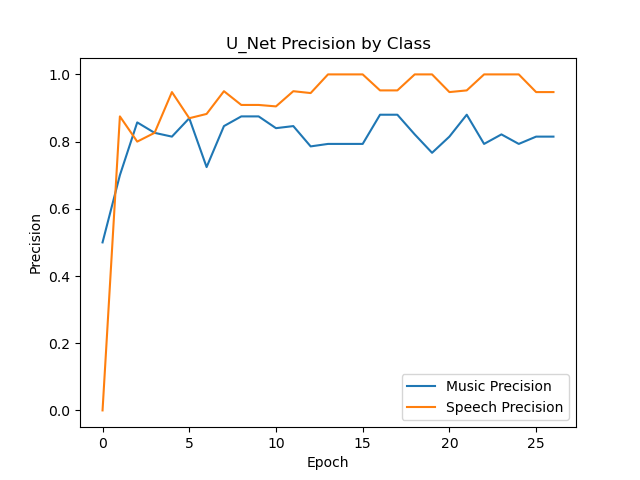 U_Net Precision by Class
Precision
1.0
0.8
0.6
0.4
0.2
0.0
0 5 10 15 20 25
Epoch
Music Precision
Speech Precision